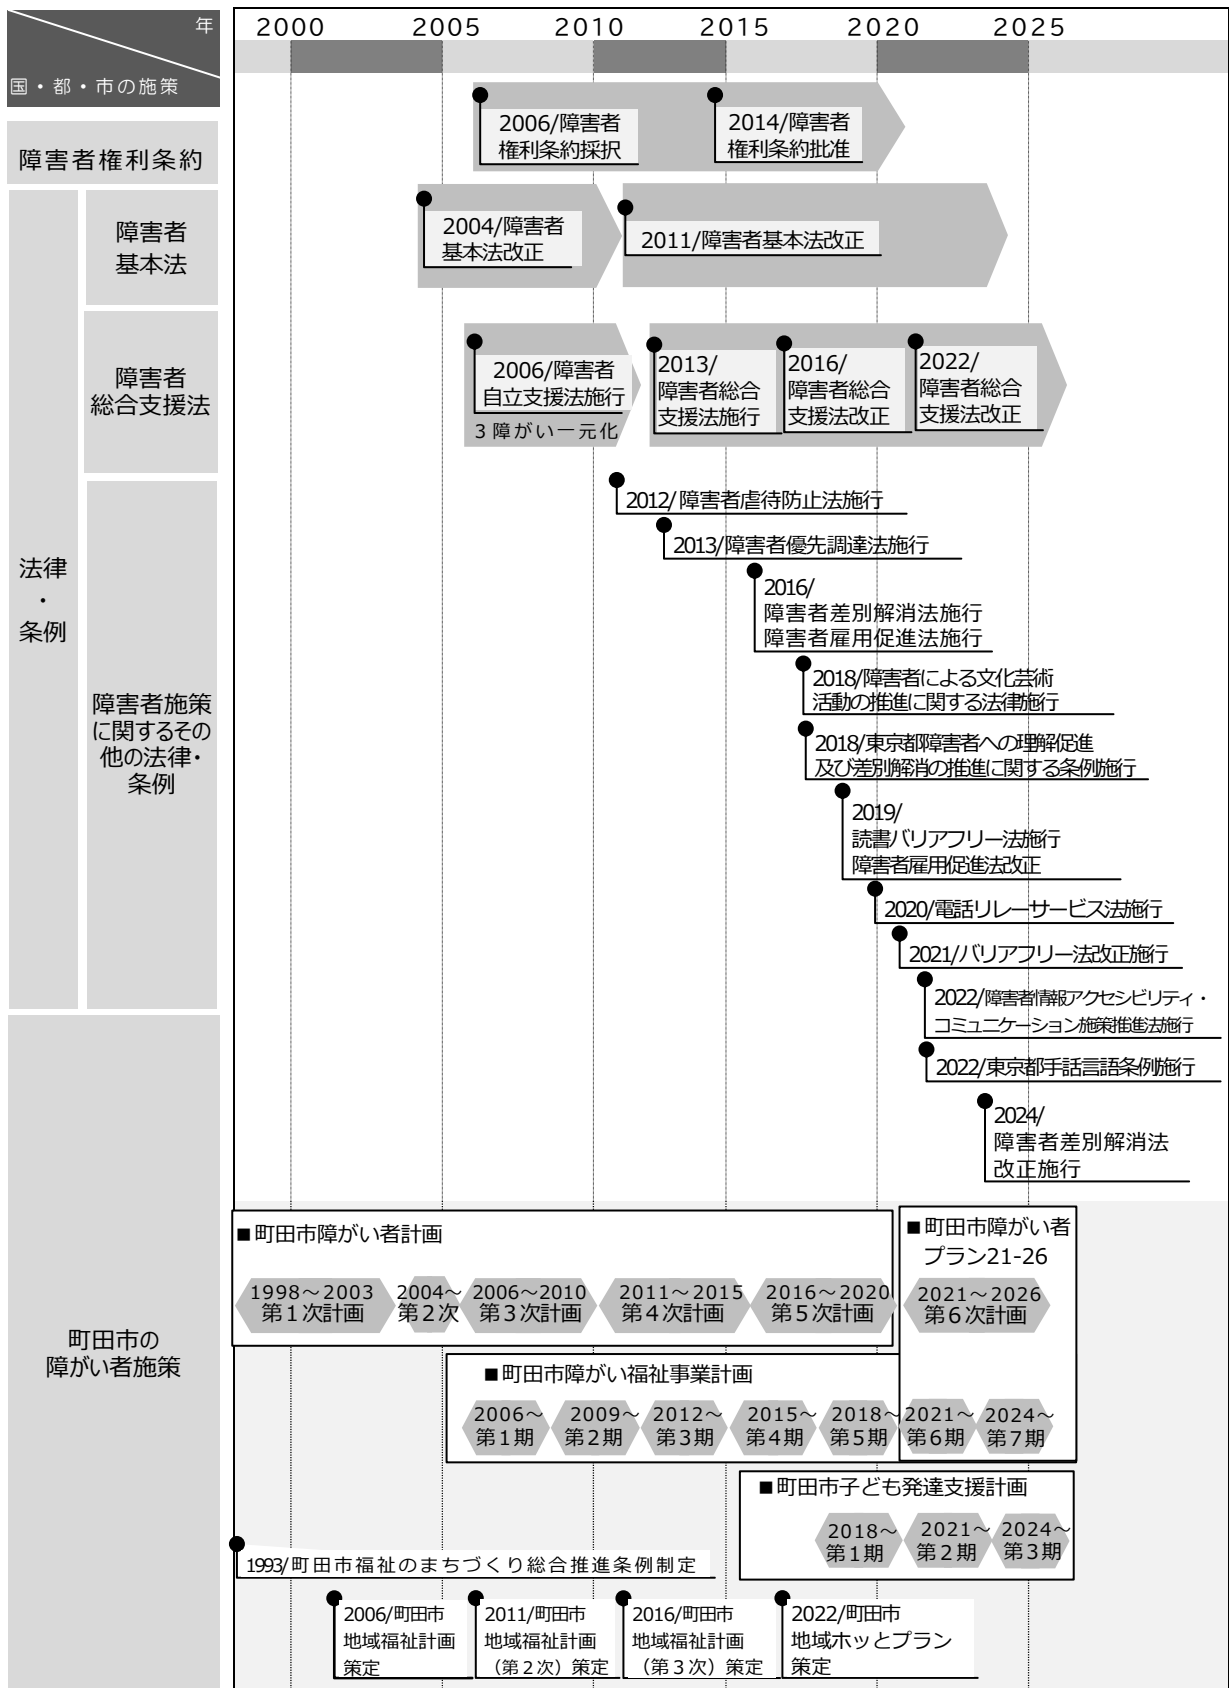 年
国・都・市の施策
2000
2005
2010
2015
2020
2025
障害者権利条約
2006/障害者
権利条約採択
2014/障害者
権利条約批准
法律
・
条例
障害者
基本法
2004/障害者
基本法改正
2011/障害者基本法改正
障害者
総合支援法
2006/障害者
自立支援法施行
3障がい一元化
2013/
障害者総合
支援法施行
2016/
障害者総合
支援法改正
2022/
障害者総合
支援法改正
障害者施策
に関するその
他の法律・
条例
2012/障害者虐待防止法施行
2013/障害者優先調達法施行
2016/
障害者差別解消法施行
障害者雇用促進法施行
2018/障害者による文化芸術
活動の推進に関する法律施行
2018/東京都障害者への理解促進
及び差別解消の推進に関する条例施行
2019/
読書バリアフリー法施行
障害者雇用促進法改正
2020/電話リレーサービス法施行
2021/バリアフリー法改正施行
2022/障害者情報アクセシビリティ・
コミュニケーション施策推進法施行
2022/東京都手話言語条例施行
2024/
障害者差別解消法
改正施行
町田市の
障がい者施策
■町田市障がい者計画
1998～2003
第1次計画
2004～
第2次
2006～2010
第3次計画
2011～2015
第4次計画
2016～2020
第5次計画
■町田市障がい者
プラン21-26
2021～2026
第6次計画
■町田市障がい福祉事業計画
2006～
第1期
2009～
第2期
2012～
第3期
2015～
第4期
2018～
第5期
2021～
第6期
2024～
第7期
■町田市子ども発達支援計画
2018～
第1期
2021～
第2期
2024～
第3期
1993/町田市福祉のまちづくり総合推進条例制定
2006/町田市
地域福祉計画
策定
2011/町田市
地域福祉計画
（第2次）策定
2016/町田市
地域福祉計画
（第3次）策定
2022/町田市
地域ホッとプラン
策定